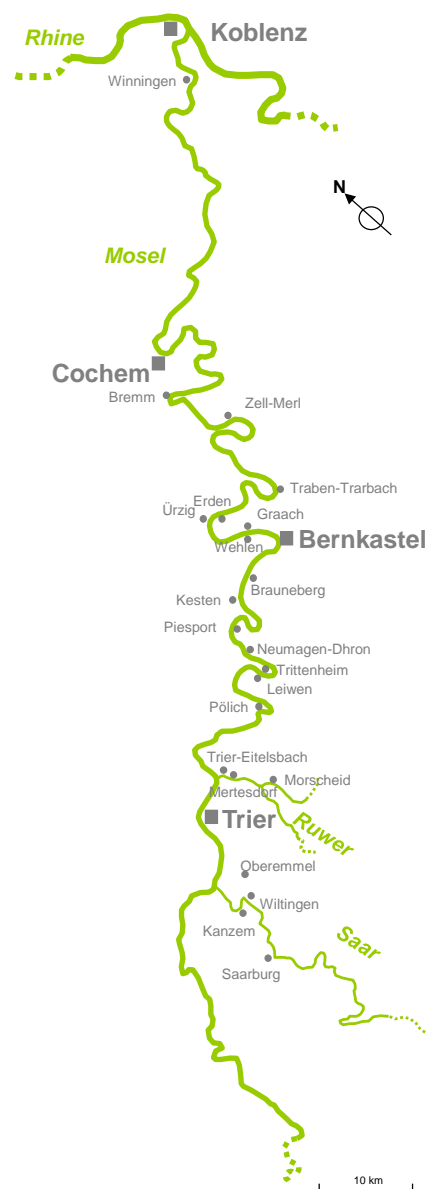 Koblenz
Rhine
Winningen
N
Mosel
Cochem
Bremm
Zell-Merl
Traben-Trarbach
Erden
Ürzig
Graach
Bernkastel
Wehlen
Brauneberg
Kesten
Piesport
Neumagen-Dhron
Trittenheim
Leiwen
Pölich
Trier-Eitelsbach
Morscheid
Mertesdorf
Trier
Ruwer
Oberemmel
Wiltingen
Kanzem
Saar
Saarburg
10 km